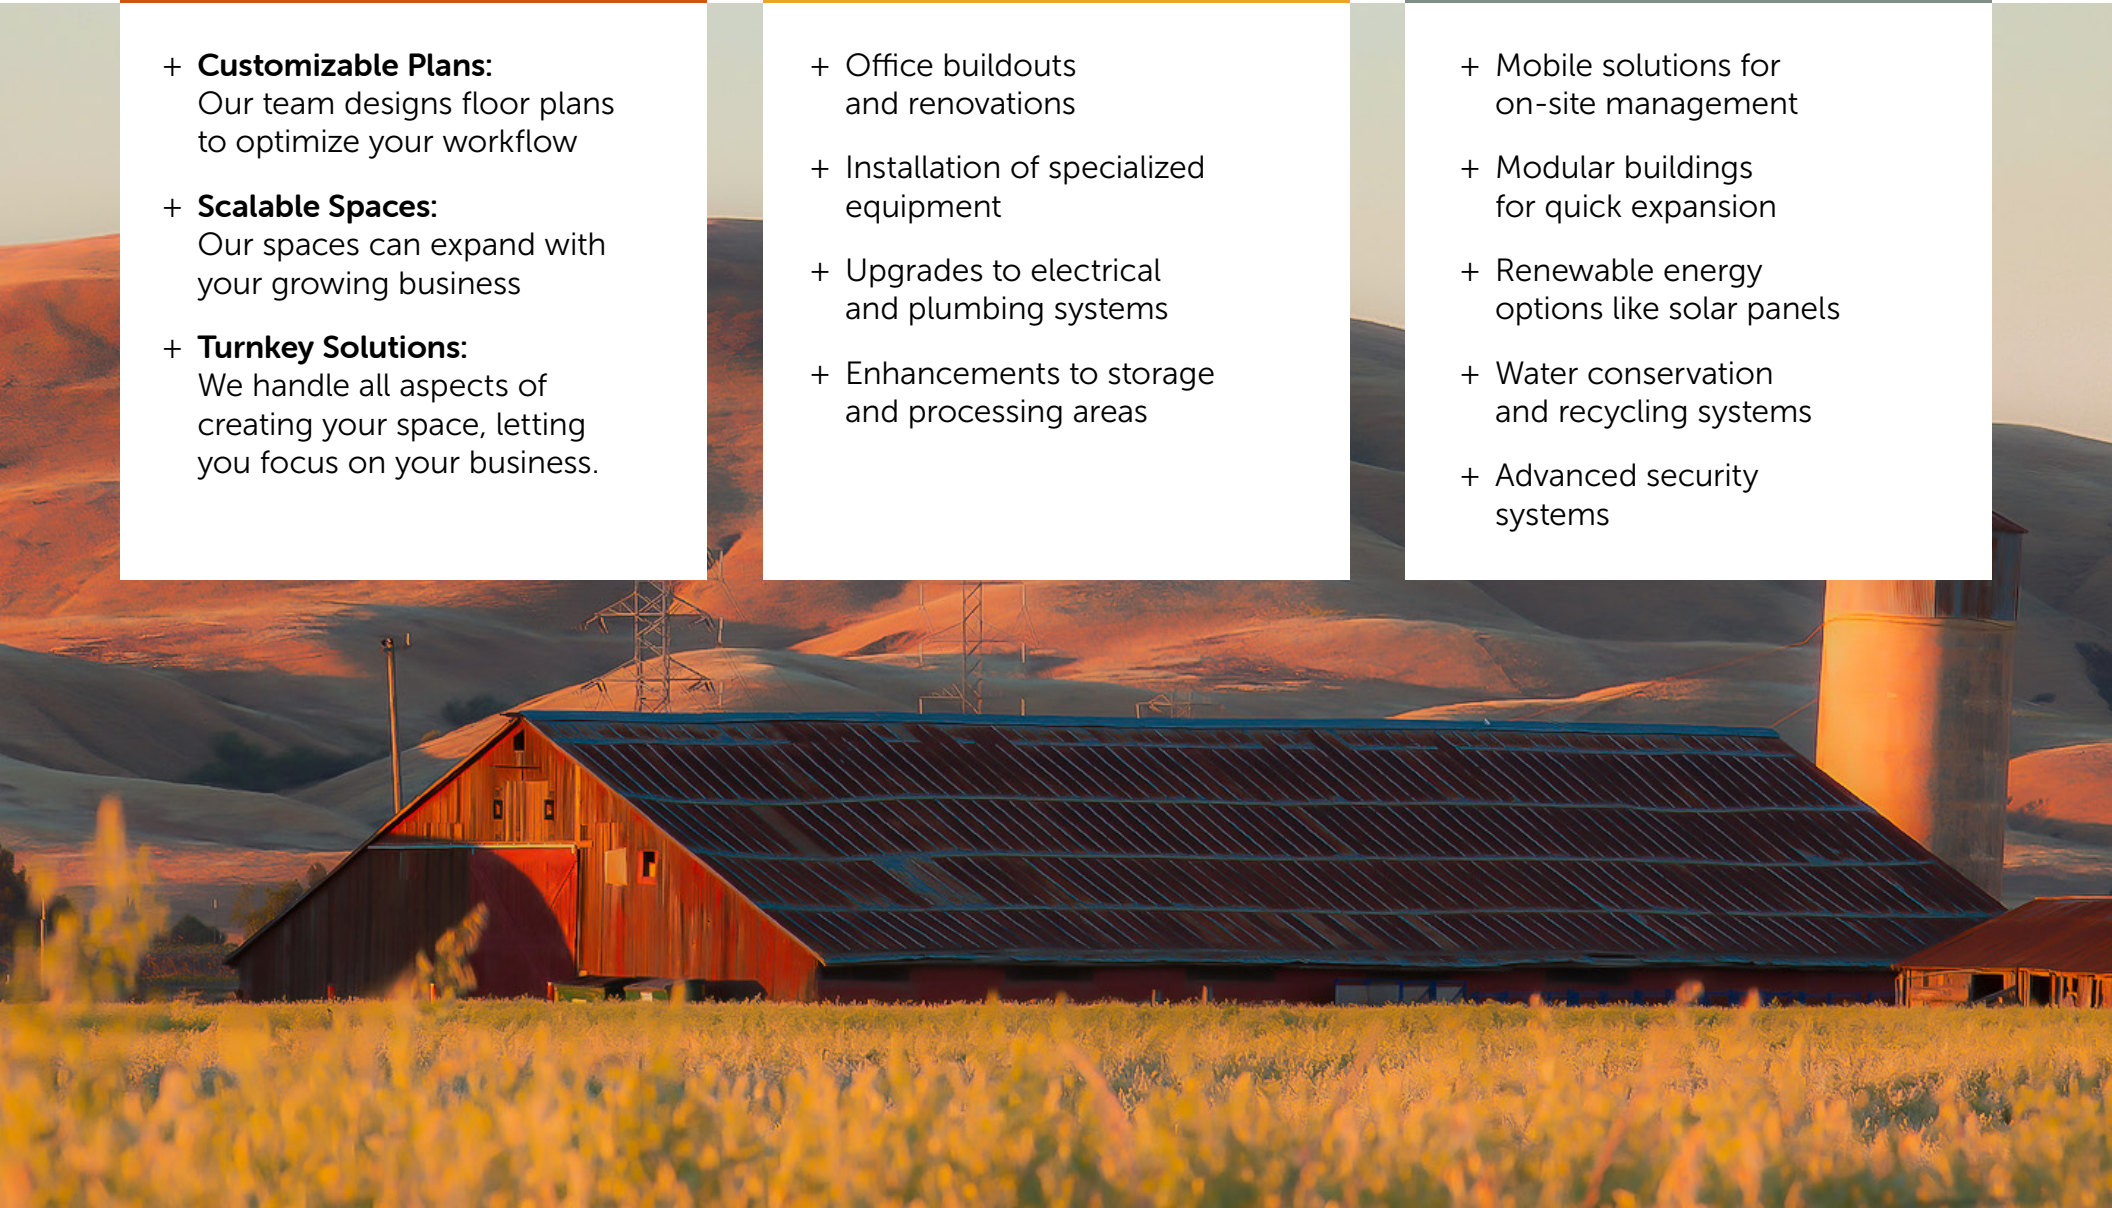 + Customizable Plans:
Our team designs floor plans
to optimize your workflow
+ Scalable Spaces:
Our spaces can expand with
your growing business
+ Turnkey Solutions:
We handle all aspects of
creating your space, letting
you focus on your business.
+ Office buildouts
and renovations
+ Installation of specialized
equipment
+ Upgrades to electrical
and plumbing systems
+ Enhancements to storage
and processing areas
+ Mobile solutions for
on-site management
+ Modular buildings
for quick expansion
+ Renewable energy
options like solar panels
+ Water conservation
and recycling systems
+ Advanced security
systems